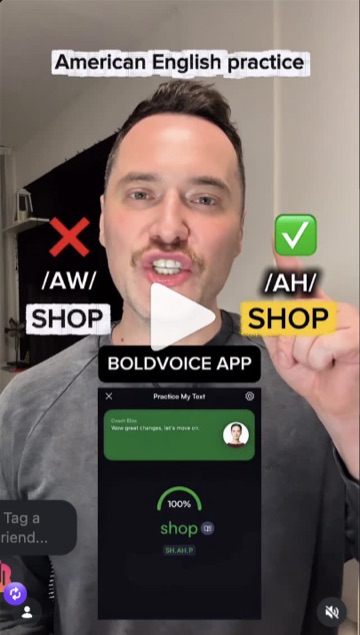 American English practice
/AW/
SHOP
/AH/
SHOP
BOLDVOICE APP
Practice My Text
Wow great changes, let's move on.
100%
shop
SH.AH.P
Tag a
riend...